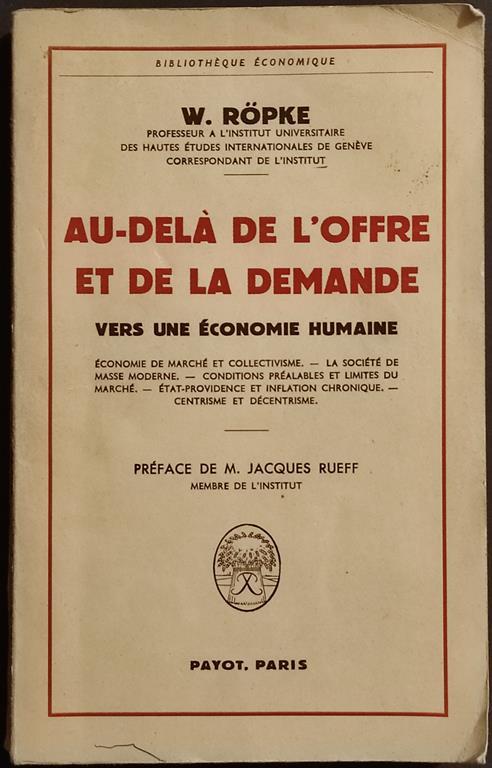 BIBLIOTHÈQUE ÉCONOMIQUE
W. RÖPKE
PROFESSEUR A L'INSTITUT UNIVERSITAIRE
DES HAUTES ÉTUDES INTERNATIONALES DE GENÈVE
CORRESPONDANT DE L'INSTITUT
AU-DELÀ DE L'OFFRE
ET DE LA DEMANDE
VERS UNE ÉCONOMIE HUMAINE
ÉCONOMIE DE MARCHÉ ET COLLECTIVISME. — LA SOCIÉTÉ DE
MASSE MODERNE. — CONDITIONS PRÉALABLES ET LIMITES DU
MARCHÉ. — ÉTAT-PROVIDENCE ET INFLATION CHRONIQUE. —
CENTRISME ET DÉCENTRISME.
PRÉFACE DE M. JACQUES RUEFF
MEMBRE DE L'INSTITUT
PAYOT, PARIS